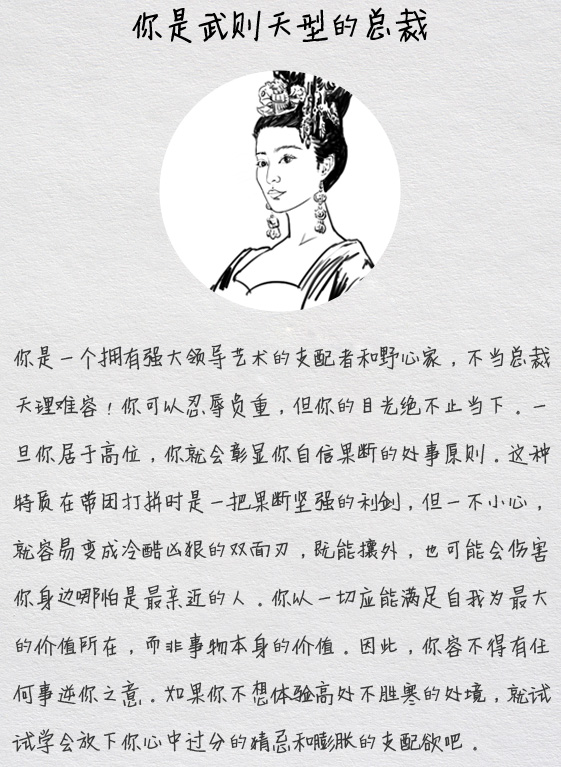 你是武则天型的总裁
你是一个拥有强大领导艺术的支配者和野心家，不当总裁
天理难容！你可以忍辱负重，但你的目光绝不止当下。一
旦你居于高位，你就会彰显你自信果断的处事原则。这种
特质在带团打拼时是一把果断坚强的利剑，但一不小心，
就容易变成冷酷凶狠的双面刃，既能攘外，也可能会伤害
你身边哪怕是最亲近的人。你以一切应能满足自我为最大
的价值所在，而非事物本身的价值。因此，你容不得有任
何事逆你之意。如果你不想体验高处不胜寒的处境，就试
试学会放下你心中过分的猜忌和膨胀的支配欲吧。